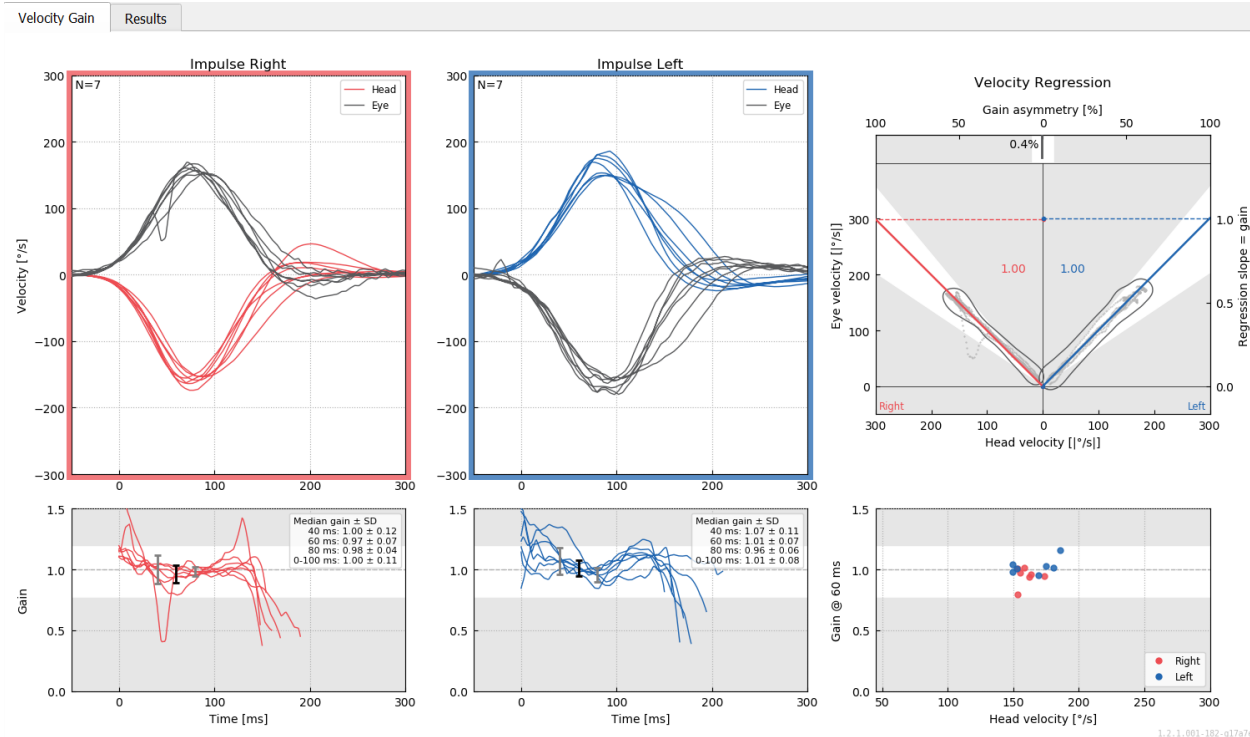 Velocity Gain Results
Impulse Right
N=7
Head
Eye
300
200
100
0
−100
−200
−300
Velocity [°/s]
0 100 200 300
Impulse Left
N=7
Head
Eye
300
200
100
0
−100
−200
−300
0 100 200 300
Velocity Regression
Gain asymmetry [%]
100 50 0 50 100
0.4%
300
200
100
0
Eye velocity [|°/s|]
1.00 1.00
1.0
0.5
0.0
Regression slope = gain
Right Left
300 200 100 0 100 200 300
Head velocity [|°/s|]
1.5
1.0
0.5
0.0
Gain
Median gain ± SD
40 ms: 1.00 ± 0.12
60 ms: 0.97 ± 0.07
80 ms: 0.98 ± 0.04
0-100 ms: 1.00 ± 0.11
0 100 200 300
Time [ms]
1.5
1.0
0.5
0.0
Median gain ± SD
40 ms: 1.07 ± 0.11
60 ms: 1.01 ± 0.07
80 ms: 0.96 ± 0.06
0-100 ms: 1.01 ± 0.08
0 100 200 300
Time [ms]
1.5
1.0
0.5
0.0
Gain @ 60 ms
Right
Left
50 100 150 200 250 300
Head velocity [°/s]